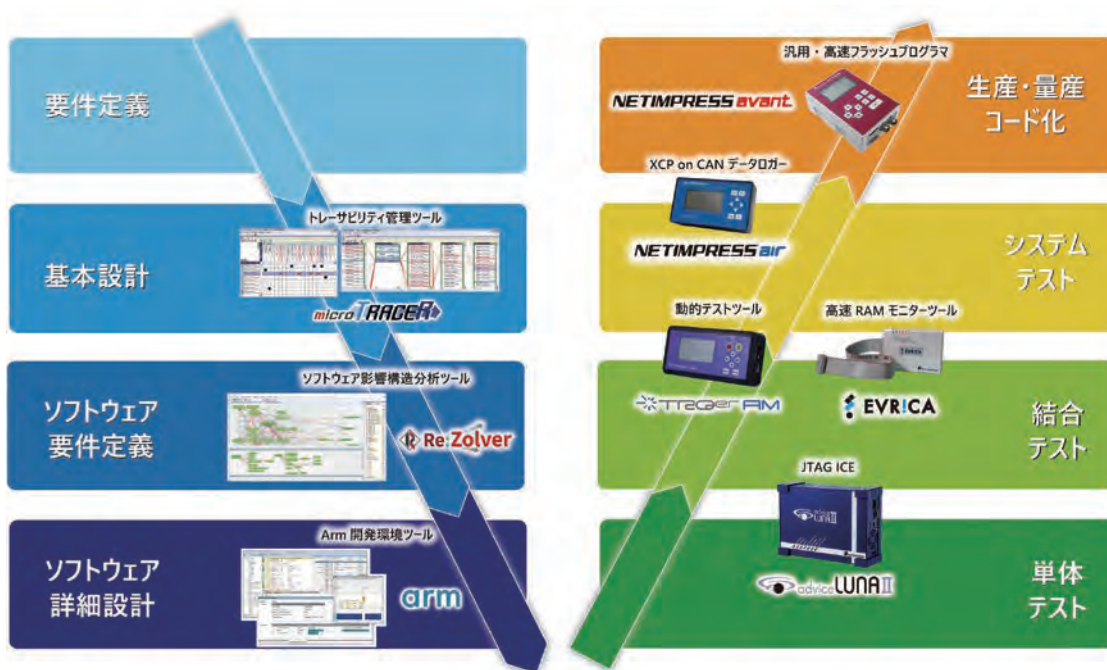 要件定義
トレーサビリティ管理ツール
基本設計
microTRACER
ソフトウェア影響構造分析ツール
ソフトウェア
要件定義
Re:Zolver
Arm 開発環境ツール
ソフトウェア
詳細設計
arm
汎用・高速フラッシュプログラマ
NETIMPRESS avant
生産・量産
コード化
XCP on CAN データロガー
NETIMPRESS air
システム
テスト
動的テストツール
高速 RAM モニターツール
EVRICA
結合
テスト
JTAG ICE
LUNAII
advice LUNA II
単体
テスト